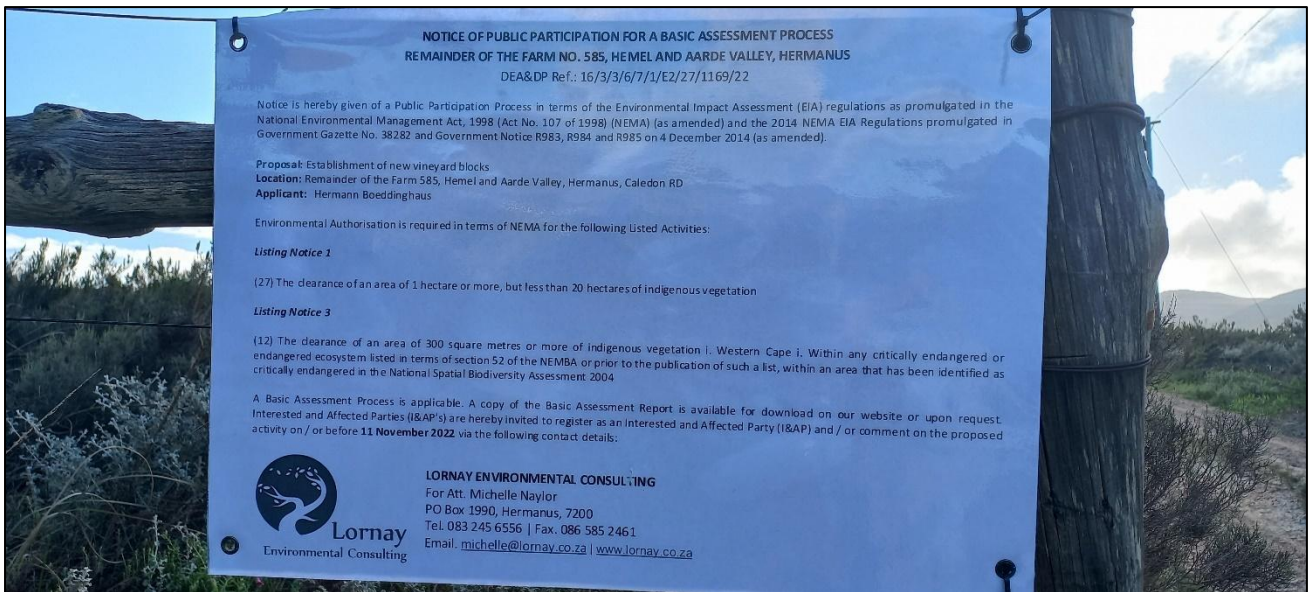 NOTICE OF PUBLIC PARTICIPATION FOR A BASIC ASSESSMENT PROCESS
REMAINDER OF THE FARM NO. 585, HEMEL AND AARDE VALLEY, HERMANUS
DEA&DP Ref.: 16/3/3/6/7/1/E2/27/1169/22
Notice is hereby given of a Public Participation Process in terms of the Environmental Impact Assessment (EIA) regulations as promulgated in the
National Environmental Management Act, 1998 (Act No. 107 of 1998) (NEMA) (as amended) and the 2014 NEMA EIA Regulations promulgated in
Government Gazette No. 38282 and Government Notice R983, R984 and R985 on 4 December 2014 (as amended).
Proposal: Establishment of new vineyard blocks
Location: Remainder of the Farm 585, Hemel and Aarde Valley, Hermanus, Caledon RD
Applicant: Hermann Boeddinghaus
Environmental Authorisation is required in terms of NEMA for the following Listed Activities:
Listing Notice 1
(27) The clearance of an area of 1 hectare or more, but less than 20 hectares of indigenous vegetation
Listing Notice 3
(12) The clearance of an area of 300 square metres or more of indigenous vegetation i. Western Cape i. Within any critically endangered or
endangered ecosystem listed in terms of section 52 of the NEMBA or prior to the publication of such a list, within an area that has been identified as
critically endangered in the National Spatial Biodiversity Assessment 2004
A Basic Assessment Process is applicable. A copy of the Basic Assessment Report is available for download on our website or upon request.
Interested and Affected Parties (I&AP's) are hereby invited to register as an Interested and Affected Party (I&AP) and / or comment on the proposed
activity on / or before 11 November 2022 via the following contact details:
LORNAY ENVIRONMENTAL CONSULTING
For Att. Michelle Naylor
PO Box 1990, Hermanus, 7200
Tel. 083 245 6556 | Fax. 086 585 2461
Email. michelle@lornay.co.za | www.lornay.co.za
Lornay
Environmental Consulting